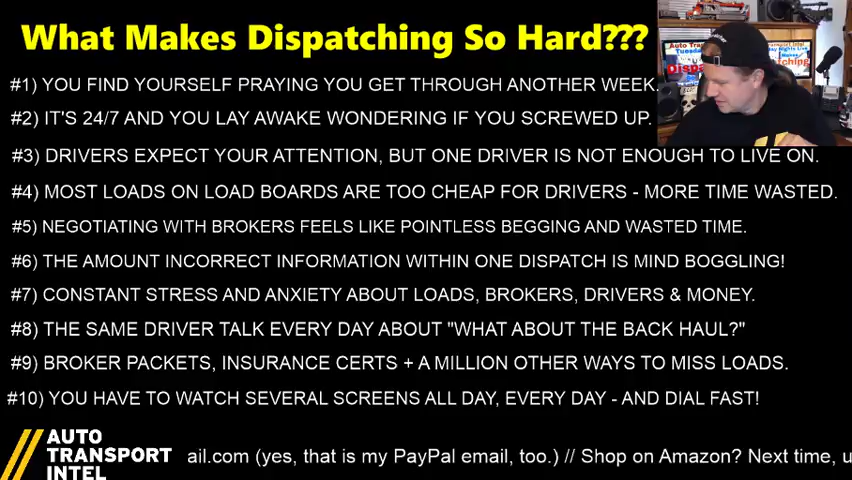 What Makes Dispatching So Hard???
#1) YOU FIND YOURSELF PRAYING YOU GET THROUGH ANOTHER WEEK.
#2) IT'S 24/7 AND YOU LAY AWAKE WONDERING IF YOU SCREWED UP.
#3) DRIVERS EXPECT YOUR ATTENTION, BUT ONE DRIVER IS NOT ENOUGH TO LIVE ON.
#4) MOST LOADS ON LOAD BOARDS ARE TOO CHEAP FOR DRIVERS - MORE TIME WASTED.
#5) NEGOTIATING WITH BROKERS FEELS LIKE POINTLESS BEGGING AND WASTED TIME.
#6) THE AMOUNT INCORRECT INFORMATION WITHIN ONE DISPATCH IS MIND BOGGLING!
#7) CONSTANT STRESS AND ANXIETY ABOUT LOADS, BROKERS, DRIVERS & MONEY.
#8) THE SAME DRIVER TALK EVERY DAY ABOUT "WHAT ABOUT THE BACK HAUL?"
#9) BROKER PACKETS, INSURANCE CERTS + A MILLION OTHER WAYS TO MISS LOADS.
#10) YOU HAVE TO WATCH SEVERAL SCREENS ALL DAY, EVERY DAY - AND DIAL FAST!
AUTO
TRANSPORT
INTEL
ail.com (yes, that is my PayPal email, too.) // Shop on Amazon? Next time, u